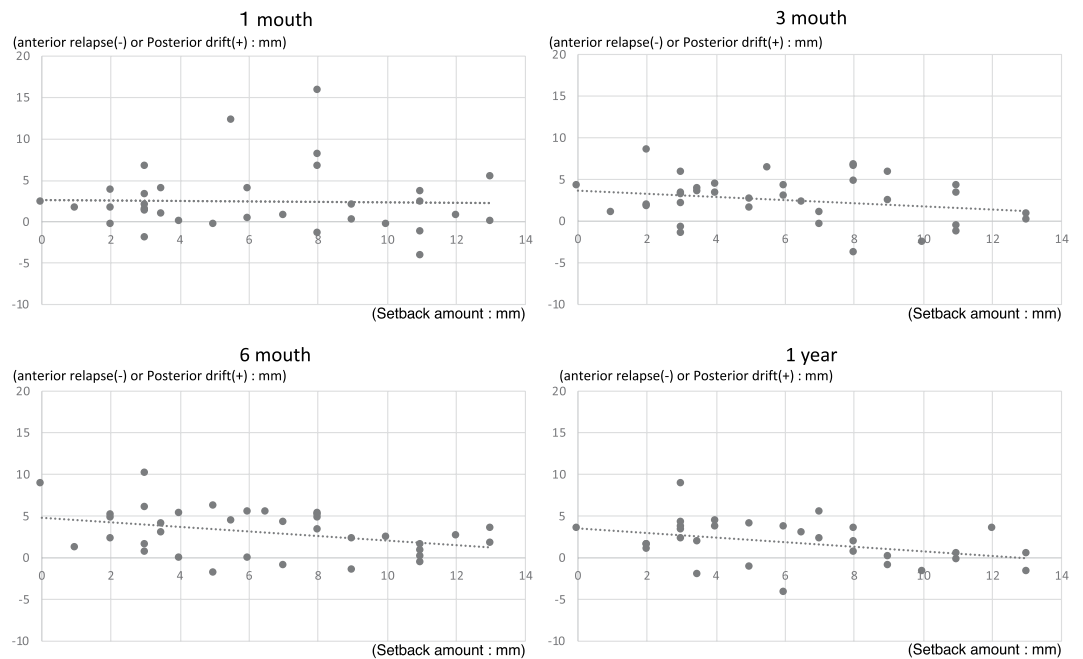 1 mouth
(anterior relapse(-) or Posterior drift(+) : mm)
20
15
10
5
0
-5
-10
0 2 4 6 8 10 12 14
(Setback amount : mm)
3 mouth
(anterior relapse(-) or Posterior drift(+) : mm)
20
15
10
5
0
-5
-10
0 2 4 6 8 10 12 14
(Setback amount : mm)
6 mouth
(anterior relapse(-) or Posterior drift(+) : mm)
20
15
10
5
0
-5
-10
0 2 4 6 8 10 12 14
(Setback amount : mm)
1 year
(anterior relapse(-) or Posterior drift(+) : mm)
20
15
10
5
0
-5
-10
0 2 4 6 8 10 12 14
(Setback amount : mm)